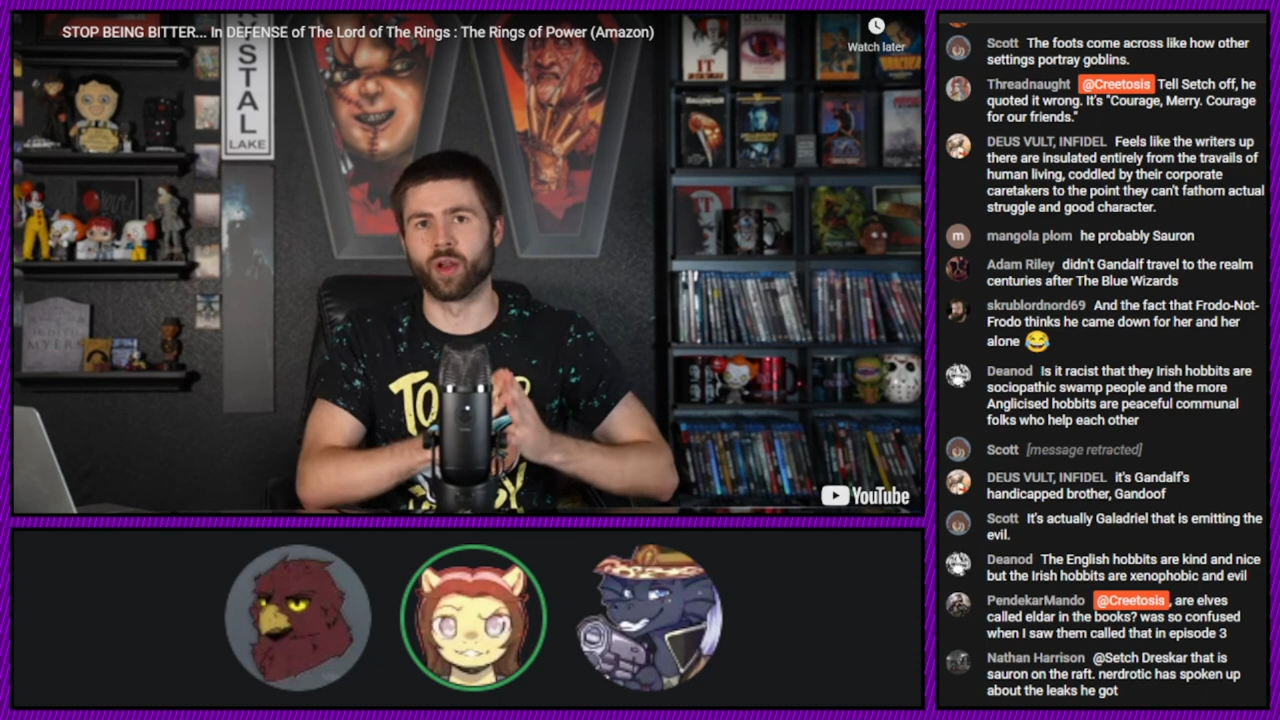 STOP BEING BITTER... In DEFENSE of The Lord of The Rings : The Rings of Power (Amazon)
Watch later
STAL
LAKE
IT
HALLOWEEN
IT
JUDITH
MYERS
TO
YouTube
Scott The foots come across like how other
settings portray goblins.
Threadnaught @Creetosis Tell Setch off, he
quoted it wrong. It's "Courage, Merry. Courage
for our friends."
DEUS VULT, INFIDEL Feels like the writers up
there are insulated entirely from the travails of
human living, coddled by their corporate
caretakers to the point they can't fathom actual
struggle and good character.
m
mangola plom he probably Sauron
Adam Riley didn't Gandalf travel to the realm
centuries after The Blue Wizards
skrublordnord69 And the fact that Frodo-Not-
Frodo thinks he came down for her and her
alone 😂
Deanod Is it racist that they Irish hobbits are
sociopathic swamp people and the more
Anglicised hobbits are peaceful communal
folks who help each other
Scott [message retracted]
DEUS VULT, INFIDEL it's Gandalf's
handicapped brother, Gandoof
Scott It's actually Galadriel that is emitting the
evil.
Deanod The English hobbits are kind and nice
but the Irish hobbits are xenophobic and evil
PendekarMando @Creetosis, are elves
called eldar in the books? was so confused
when I saw them called that in episode 3
Nathan Harrison @Setch Dreskar that is
sauron on the raft. nerdrotic has spoken up
about the leaks he got